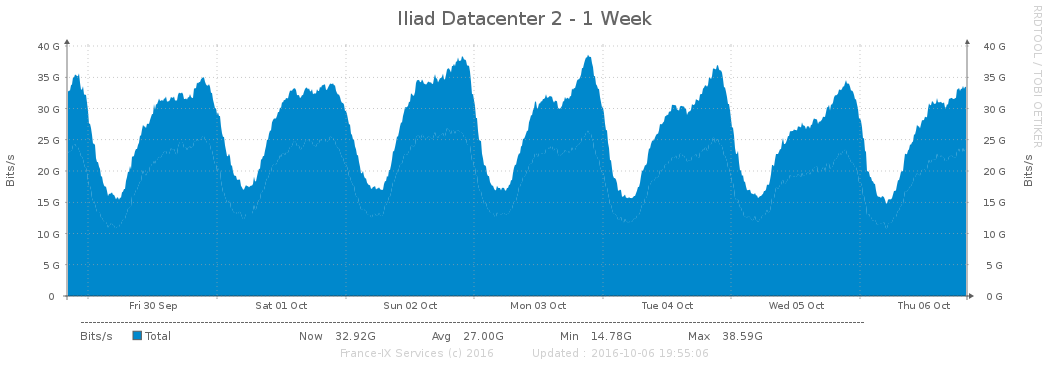 Iliad Datacenter 2 - 1 Week
RRDTOOL / TOBI OETIKER
Bits/s
40 G 40 G
35 G 35 G
30 G 30 G
25 G 25 G
20 G 20 G
15 G 15 G
10 G 10 G
5 G 5 G
0 0 G
Bits/s
Fri 30 Sep Sat 01 Oct Sun 02 Oct Mon 03 Oct Tue 04 Oct Wed 05 Oct Thu 06 Oct
Bits/s Total Now 32.92G Avg 27.00G Min 14.78G Max 38.59G
France-IX Services (c) 2016 Updated : 2016-10-06 19:55:06